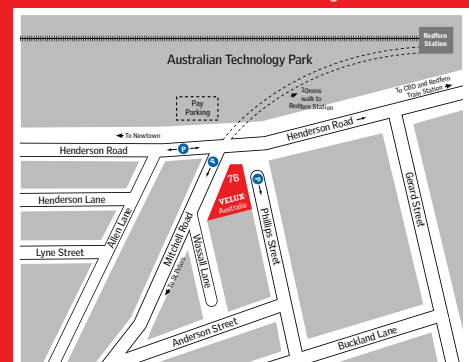 Redfern
Station
Australian Technology Park
To CBD and Redfern
Train Station
10mins
walk to
Redfern Station
Pay
Parking
To Newtown
Henderson Road
Henderson Road
P
P
P
78
VELUX
Australia
Henderson Lane
Allen Lane
Mitchell Road
Phillips Street
Gerard Street
Lyne Street
Wassall Lane
To St Peters
Anderson Street
Buckland Lane